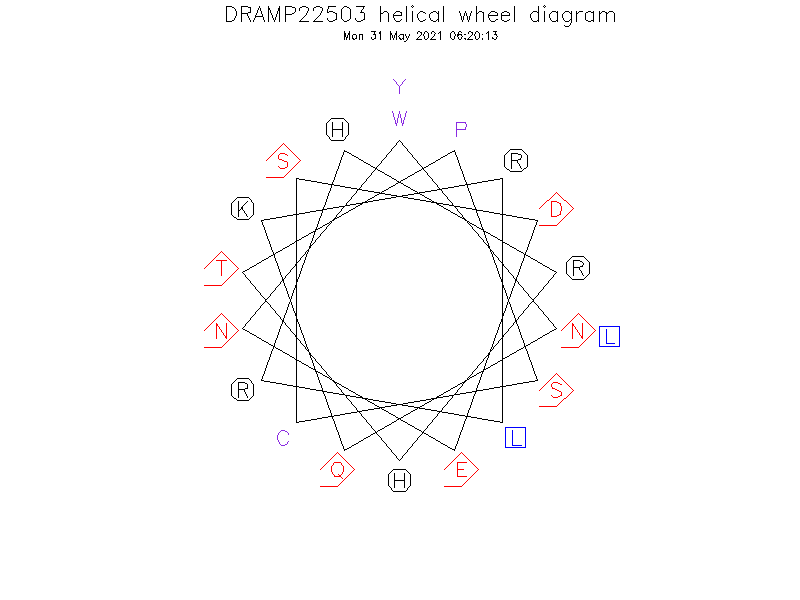 DRAMP22503 helical wheel diagram
Mon 31 May 2021 06:20:13
Y
W
H P
S R
K D
T R
N N L
R S
C L
Q E
H